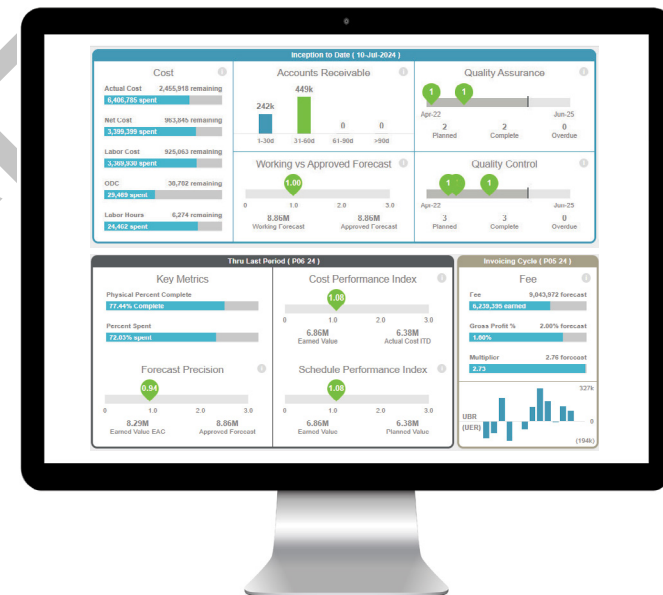 Inception to Date ( 10-Jul-2024 )
Cost
Actual Cost 2,455,918 remaining
6,406,785 spent
Net Cost 963,845 remaining
3,399,399 spent
Labor Cost 925,063 remaining
3,369,930 spent
ODC 38,782 remaining
29,469 spent
Labor Hours 6,274 remaining
24,462 spent
Accounts Receivable
449k
242k
0 0
1-30d 31-60d 61-90d >90d
Working vs Approved Forecast
1.00
0 1.0 2.0 3.0
8.86M 8.86M
Working Forecast Approved Forecast
Quality Assurance
1 1
Apr-22 Jun-25
2 2 0
Planned Complete Overdue
Quality Control
1 1
Apr-22 Jun-25
3 3 0
Planned Complete Overdue
Thru Last Period ( P06 24 )
Key Metrics
Physical Percent Complete
77.44% Complete
Percent Spent
72.03% spent
Cost Performance Index
1.08
0 1.0 2.0 3.0
6.86M 6.38M
Earned Value Actual Cost ITD
Forecast Precision
0.94
0 1.0 2.0 3.0
8.29M 8.86M
Earned Value EAC Approved Forecast
Schedule Performance Index
1.08
0 1.0 2.0 3.0
6.86M 6.38M
Earned Value Planned Value
Invoicing Cycle ( P05 24 )
Fee
Fee 9,043,972 forecast
6,239,395 earned
Gross Profit % 2.00% forecast
1.00%
Multiplier 2.76 forecast
2.73
327k
UBR 0
(UER)
(194k)